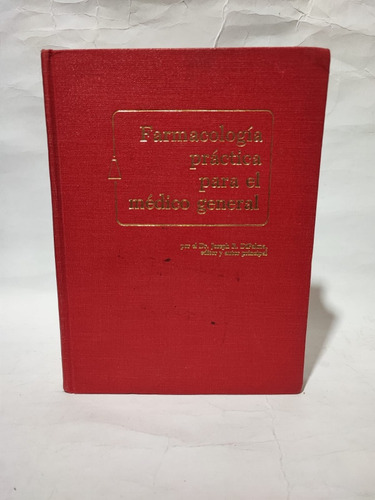 Farmacología
práctica
para el
médico general
por el Dr. Joseph R. DiPalma,
editor y autor principal